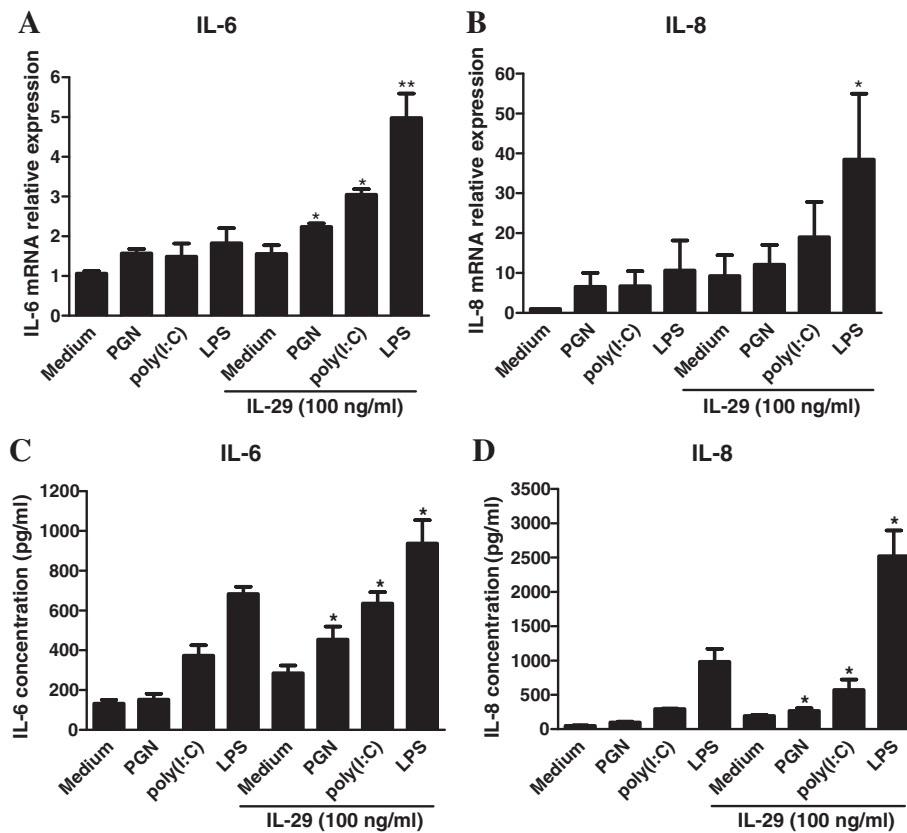 A
IL-6
IL-6 mRNA relative expression
6
5
4
3
2
1
0
*
*
**
Medium
PGN
poly(I:C)
LPS
Medium
PGN
poly(I:C)
LPS
IL-29 (100 ng/ml)
B
IL-8
IL-8 mRNA relative expression
60
50
40
30
20
10
0
*
Medium
PGN
poly(I:C)
LPS
Medium
PGN
poly(I:C)
LPS
IL-29 (100 ng/ml)
C
IL-6
IL-6 concentration (pg/ml)
1200
1000
800
600
400
200
0
*
*
*
Medium
PGN
poly(I:C)
LPS
Medium
PGN
poly(I:C)
LPS
IL-29 (100 ng/ml)
D
IL-8
IL-8 concentration (pg/ml)
3500
3000
2500
2000
1500
1000
500
0
*
*
*
Medium
PGN
poly(I:C)
LPS
Medium
PGN
poly(I:C)
LPS
IL-29 (100 ng/ml)